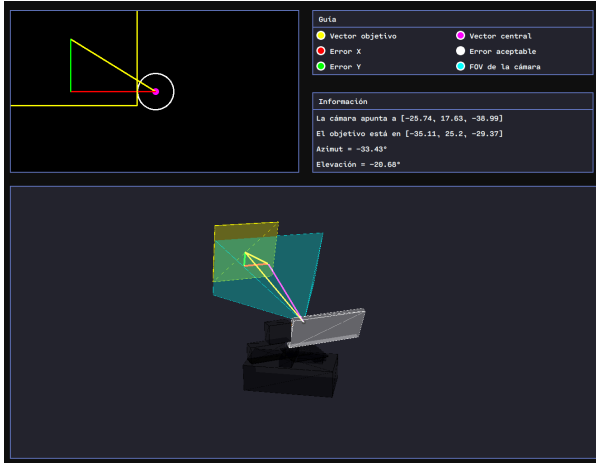 Guía
Vector objetivo
Vector central
Error X
Error aceptable
Error Y
FOV de la cámara
Información
La cámara apunta a [-25.74, 17.63, -38.99]
El objetivo está en [-35.11, 25.2, -29.37]
Azimut = -33.43°
Elevación = -20.68°